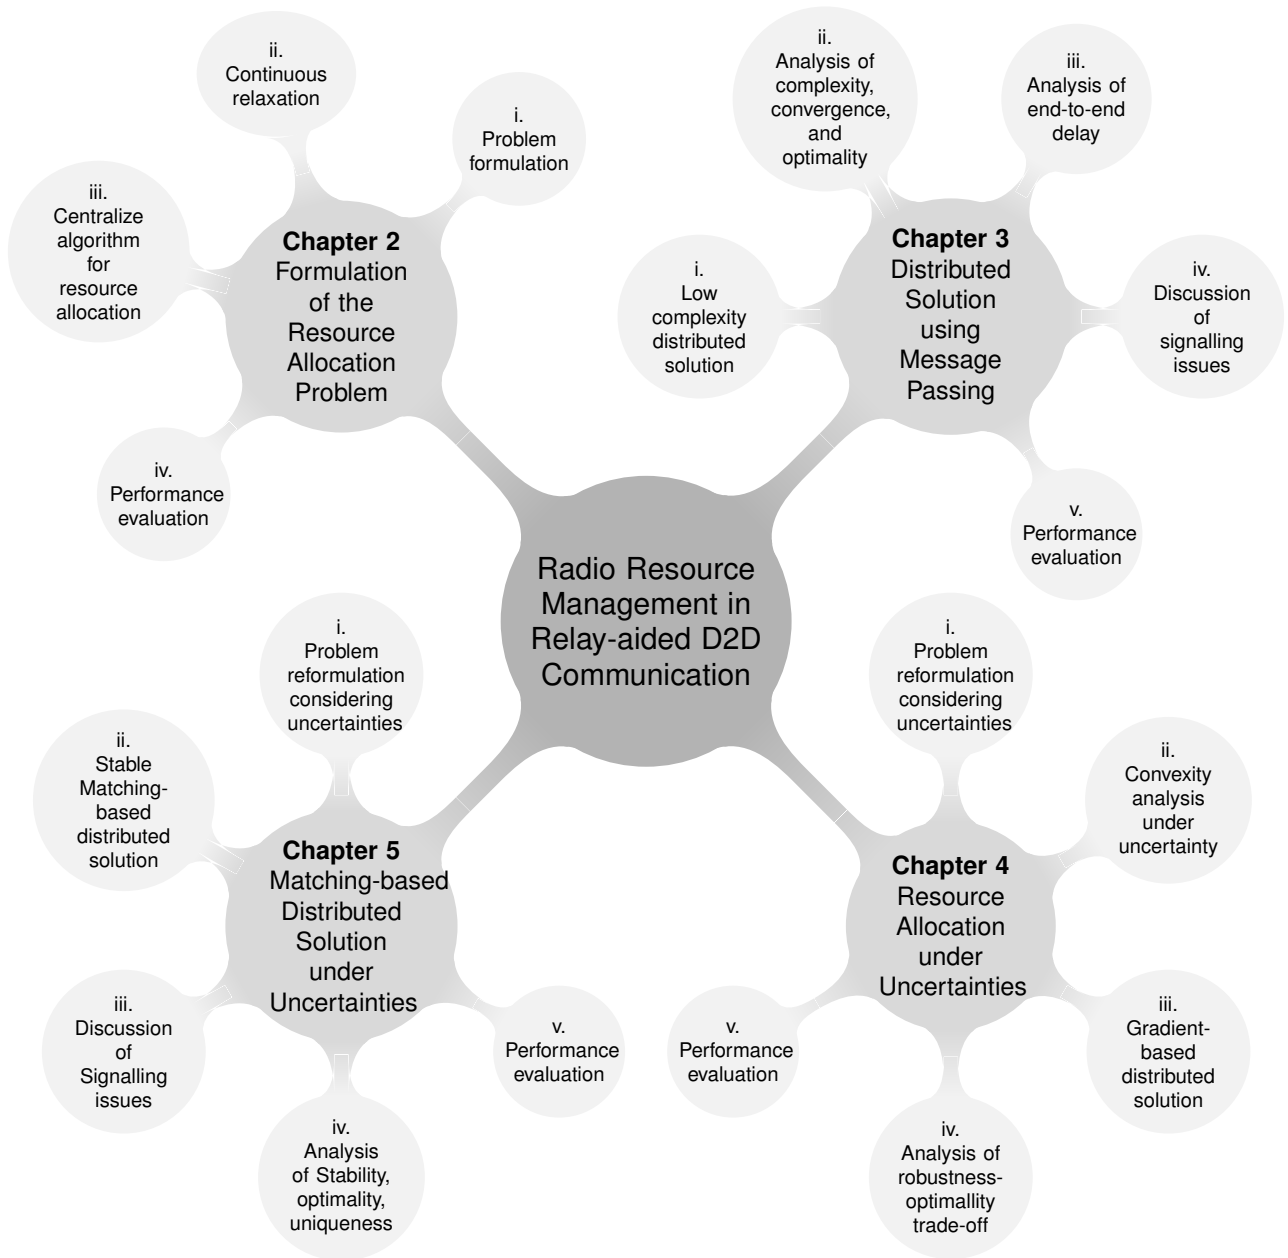 Radio Resource
Management in
Relay-aided D2D
Communication
Chapter 2
Formulation
of the
Resource
Allocation
Problem
i.
Problem
formulation
ii.
Continuous
relaxation
iii.
Centralize
algorithm
for
resource
allocation
iv.
Performance
evaluation
Chapter 3
Distributed
Solution
using
Message
Passing
i.
Low
complexity
distributed
solution
ii.
Analysis of
complexity,
convergence,
and
optimality
iii.
Analysis of
end-to-end
delay
iv.
Discussion
of
signalling
issues
v.
Performance
evaluation
Chapter 4
Resource
Allocation
under
Uncertainties
i.
Problem
reformulation
considering
uncertainties
ii.
Convexity
analysis
under
uncertainty
iii.
Gradient-
based
distributed
solution
iv.
Analysis of
robustness-
optimallity
trade-off
v.
Performance
evaluation
Chapter 5
Matching-based
Distributed
Solution
under
Uncertainties
i.
Problem
reformulation
considering
uncertainties
ii.
Stable
Matching-
based
distributed
solution
iii.
Discussion
of
Signalling
issues
iv.
Analysis
of Stability,
optimality,
uniqueness
v.
Performance
evaluation